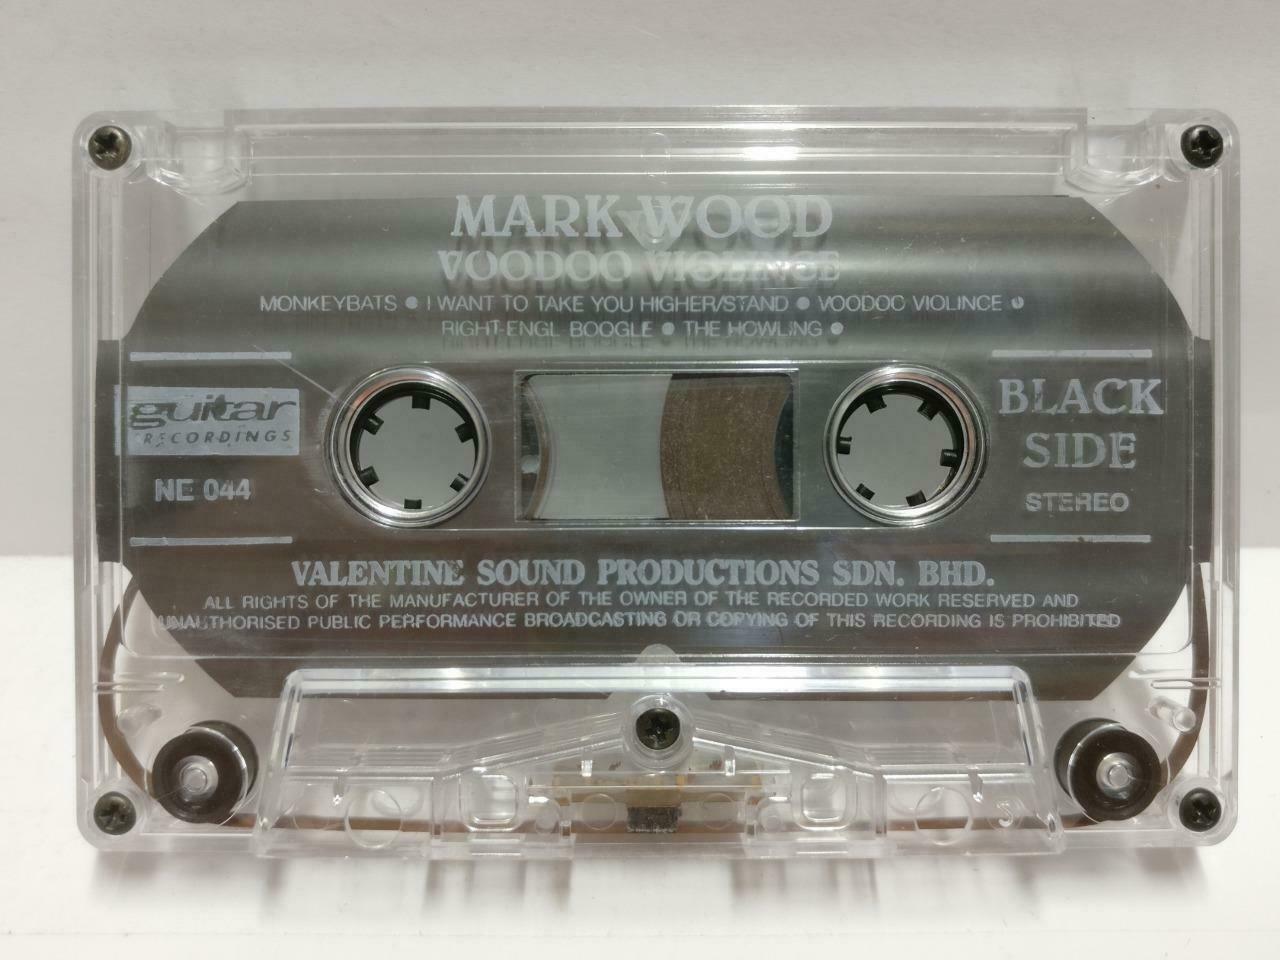 MARK WOOD
VOODOO VIOLINCE
MONKEYBATS ● I WANT TO TAKE YOU HIGHER/STAND ● VOODOO VIOLINCE ●
RIGHT-ENGL BOOGLE ● THE HOWLING ●
guitar
RECORDINGS
NE 044
BLACK
SIDE
STEREO
VALENTINE SOUND PRODUCTIONS SDN. BHD.
ALL RIGHTS OF THE MANUFACTURER OF THE OWNER OF THE RECORDED WORK RESERVED AND
UNAUTHORISED PUBLIC PERFORMANCE BROADCASTING OR COPYING OF THIS RECORDING IS PROHIBITED